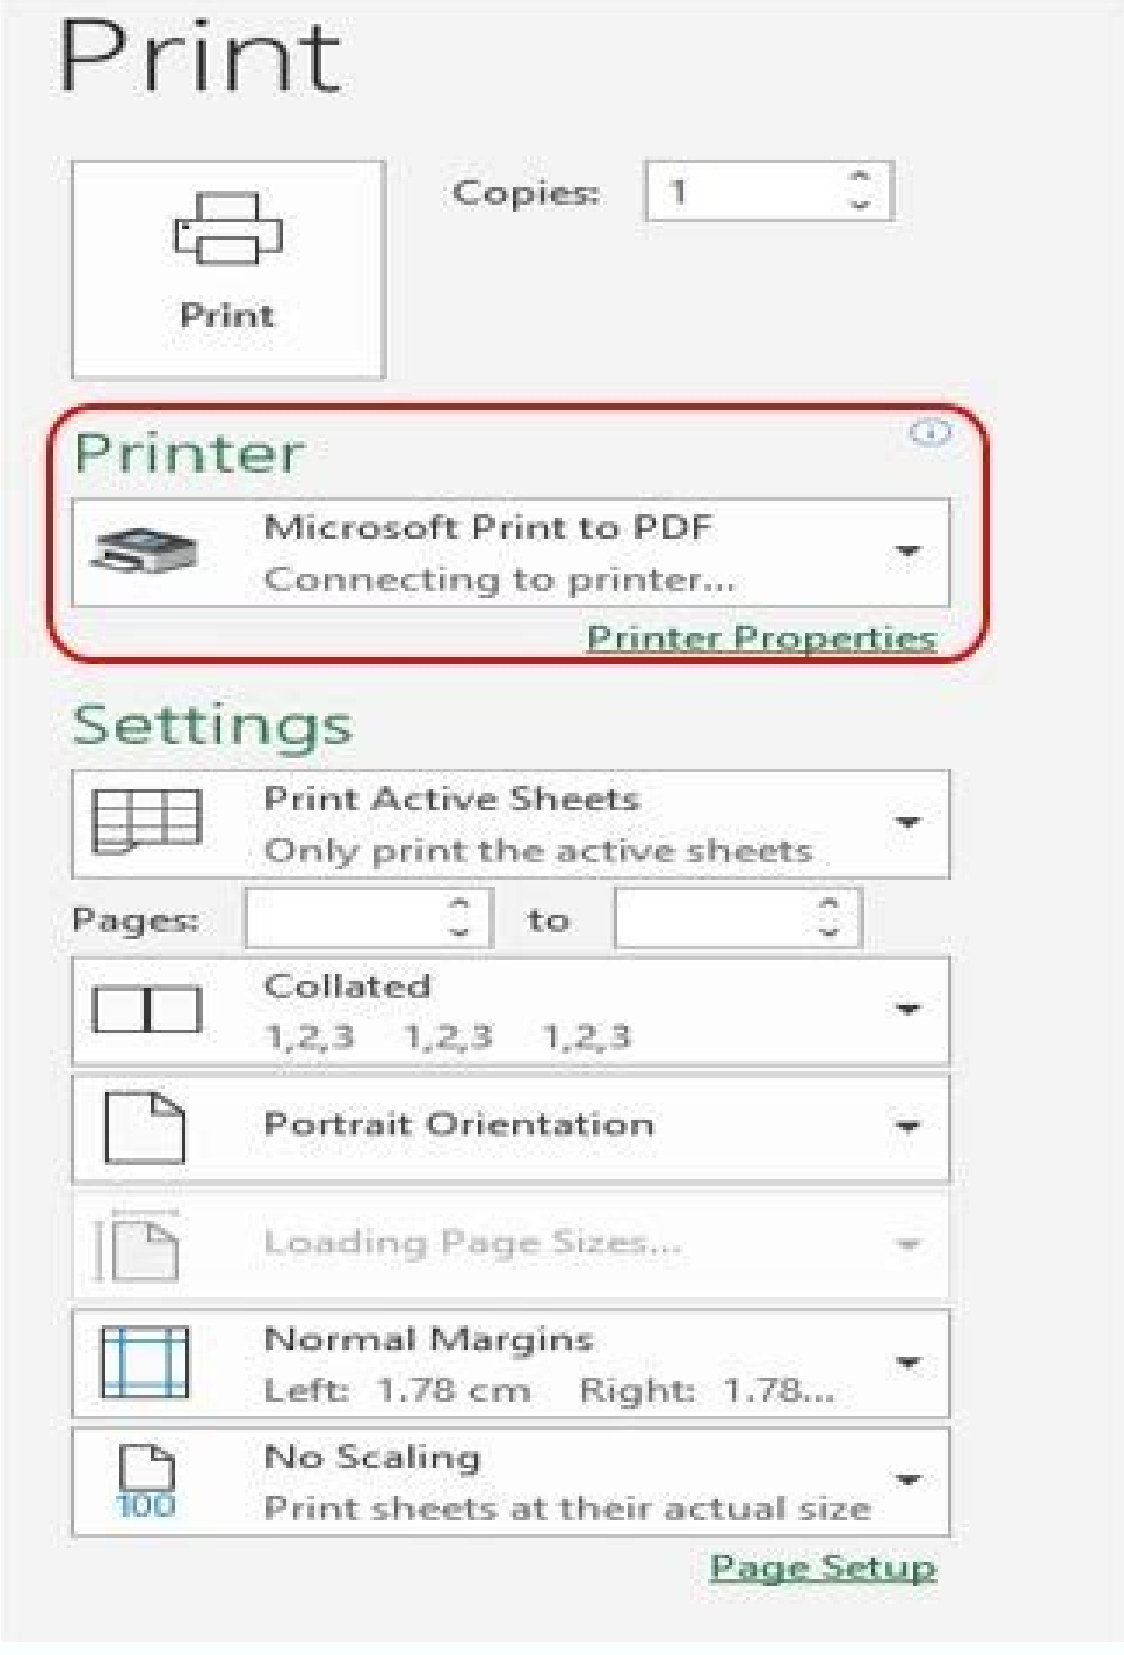 Print
Copies: 1
Print
Printer
Microsoft Print to PDF
Connecting to printer...
Printer Properties
Settings
Print Active Sheets
Only print the active sheets
Pages: to
Collated
1,2,3 1,2,3 1,2,3
Portrait Orientation
Loading Page Sizes...
Normal Margins
Left: 1.78 cm Right: 1.78...
No Scaling
100
Print sheets at their actual size
Page Setup